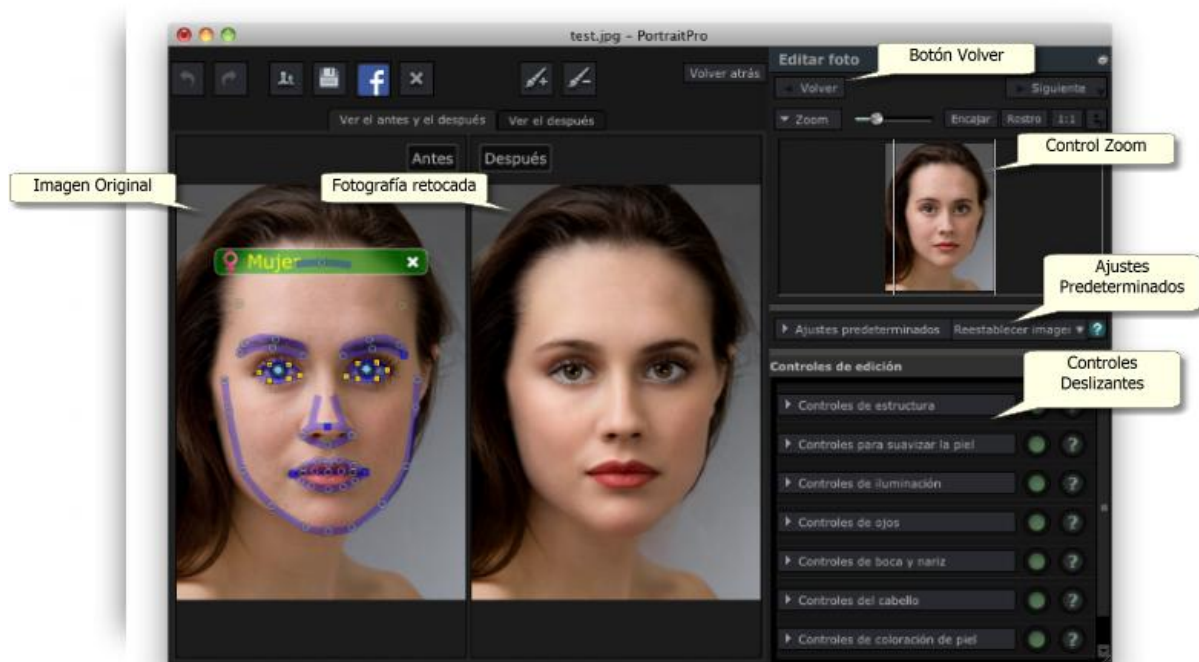 test.jpg - PortraitPro
Editar foto
Botón Volver
Volver atrás
Volver
Siguiente
Ver el antes y el después
Ver el después
Zoom
Encajar
Rostro
1:1
Antes
Después
Control Zoom
Imagen Original
Fotografía retocada
Mujer
Ajustes
Predeterminados
Ajustes predeterminados
Reestablecer imagen
?
Controles de edición
Controles
Deslizantes
Controles de estructura
?
Controles para suavizar la piel
?
Controles de iluminación
?
Controles de ojos
?
Controles de boca y nariz
?
Controles del cabello
?
Controles de coloración de piel
?